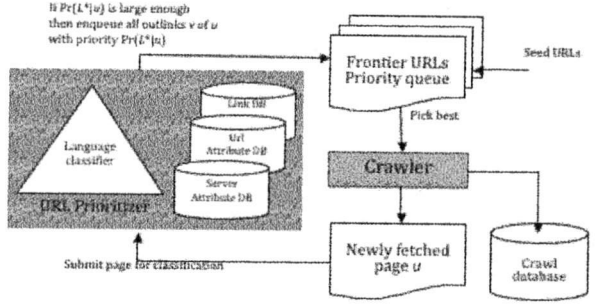 If Pr(L*|u) is large enough
then enqueue all outlinks v of u
with priority Pr(L*|u)
Seed URLs
Frontier URLs
Priority queue
Pick best
Link DB
Url
Attribute DB
Server
Attribute DB
Language
classifier
URL Prioritizer
Crawler
Newly fetched
page u
Crawl
database
Submit page for classification